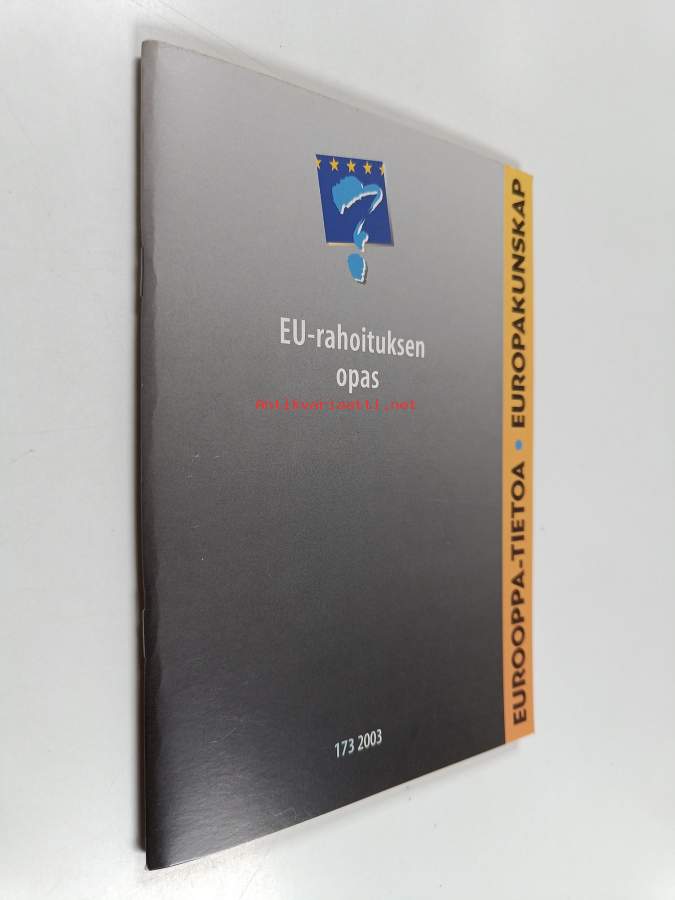 EU-rahoituksen
opas
Antikvariaatti.net
173 2003
EUROOPPA-TIETOA • EUROPAKUNSKAP